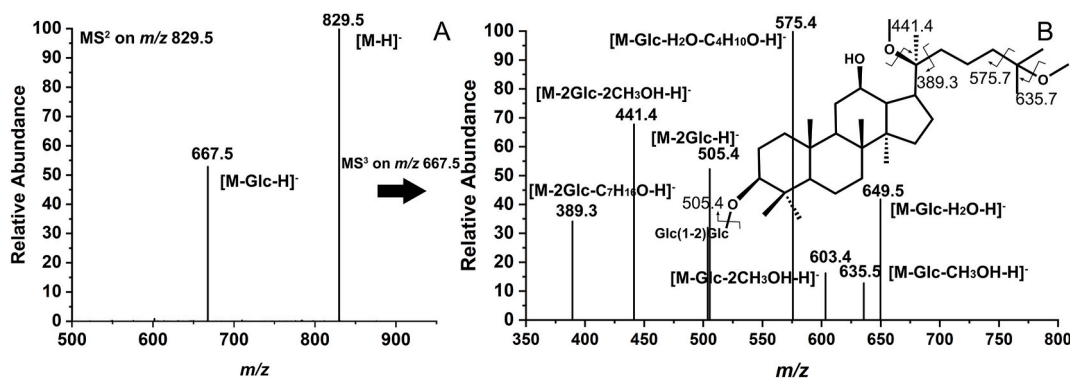 829.5
MS² on m/z 829.5
[M-H]⁻
A
667.5
[M-Glc-H]⁻
Relative Abundance
100
90
80
70
60
50
40
30
20
10
0
500
600
700
800
900
m/z
MS³ on m/z 667.5
575.4
[M-Glc-H₂O-C₄H₁₀O-H]⁻
B
441.4
O
HO
389.3
575.7
O
635.7
[M-2Glc-2CH₃OH-H]⁻
441.4
[M-2Glc-H]⁻
505.4
[M-2Glc-C₇H₁₆O-H]⁻
389.3
505.4
O
Glc(1-2)Glc
649.5
[M-Glc-H₂O-H]⁻
603.4
[M-Glc-2CH₃OH-H]⁻
635.5
[M-Glc-CH₃OH-H]⁻
Relative Abundance
100
90
80
70
60
50
40
30
20
10
0
350
400
450
500
550
600
650
700
750
800
m/z